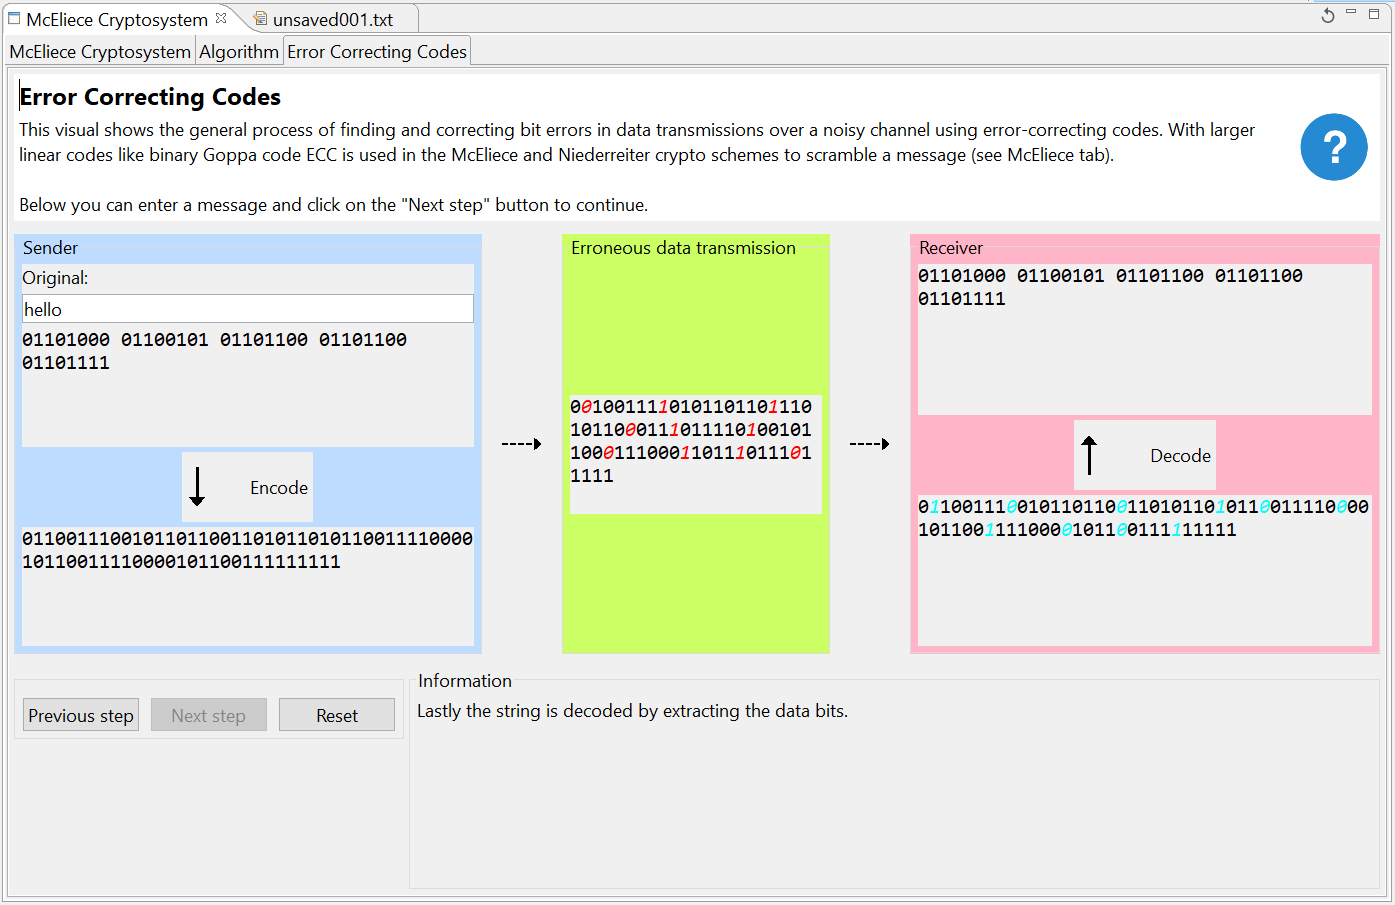 McEliece Cryptosystem unsaved001.txt
McEliece Cryptosystem Algorithm Error Correcting Codes
Error Correcting Codes
This visual shows the general process of finding and correcting bit errors in data transmissions over a noisy channel using error-correcting codes. With larger
linear codes like binary Goppa code ECC is used in the McEliece and Niederreiter crypto schemes to scramble a message (see McEliece tab).
Below you can enter a message and click on the "Next step" button to continue.
?
Sender
Original:
hello
01101000 01100101 01101100 01101100
01101111
Encode
01100111001011011001101011010110011110000
10110011110000101100111111111
Erroneous data transmission
0010011110101101101110
1011000111011110100101
1000111000110111011101
1111
Receiver
01101000 01100101 01101100 01101100
01101111
Decode
01100111001011011001101011010110011110000
10110011110000101100111111111
Previous step Next step Reset
Information
Lastly the string is decoded by extracting the data bits.